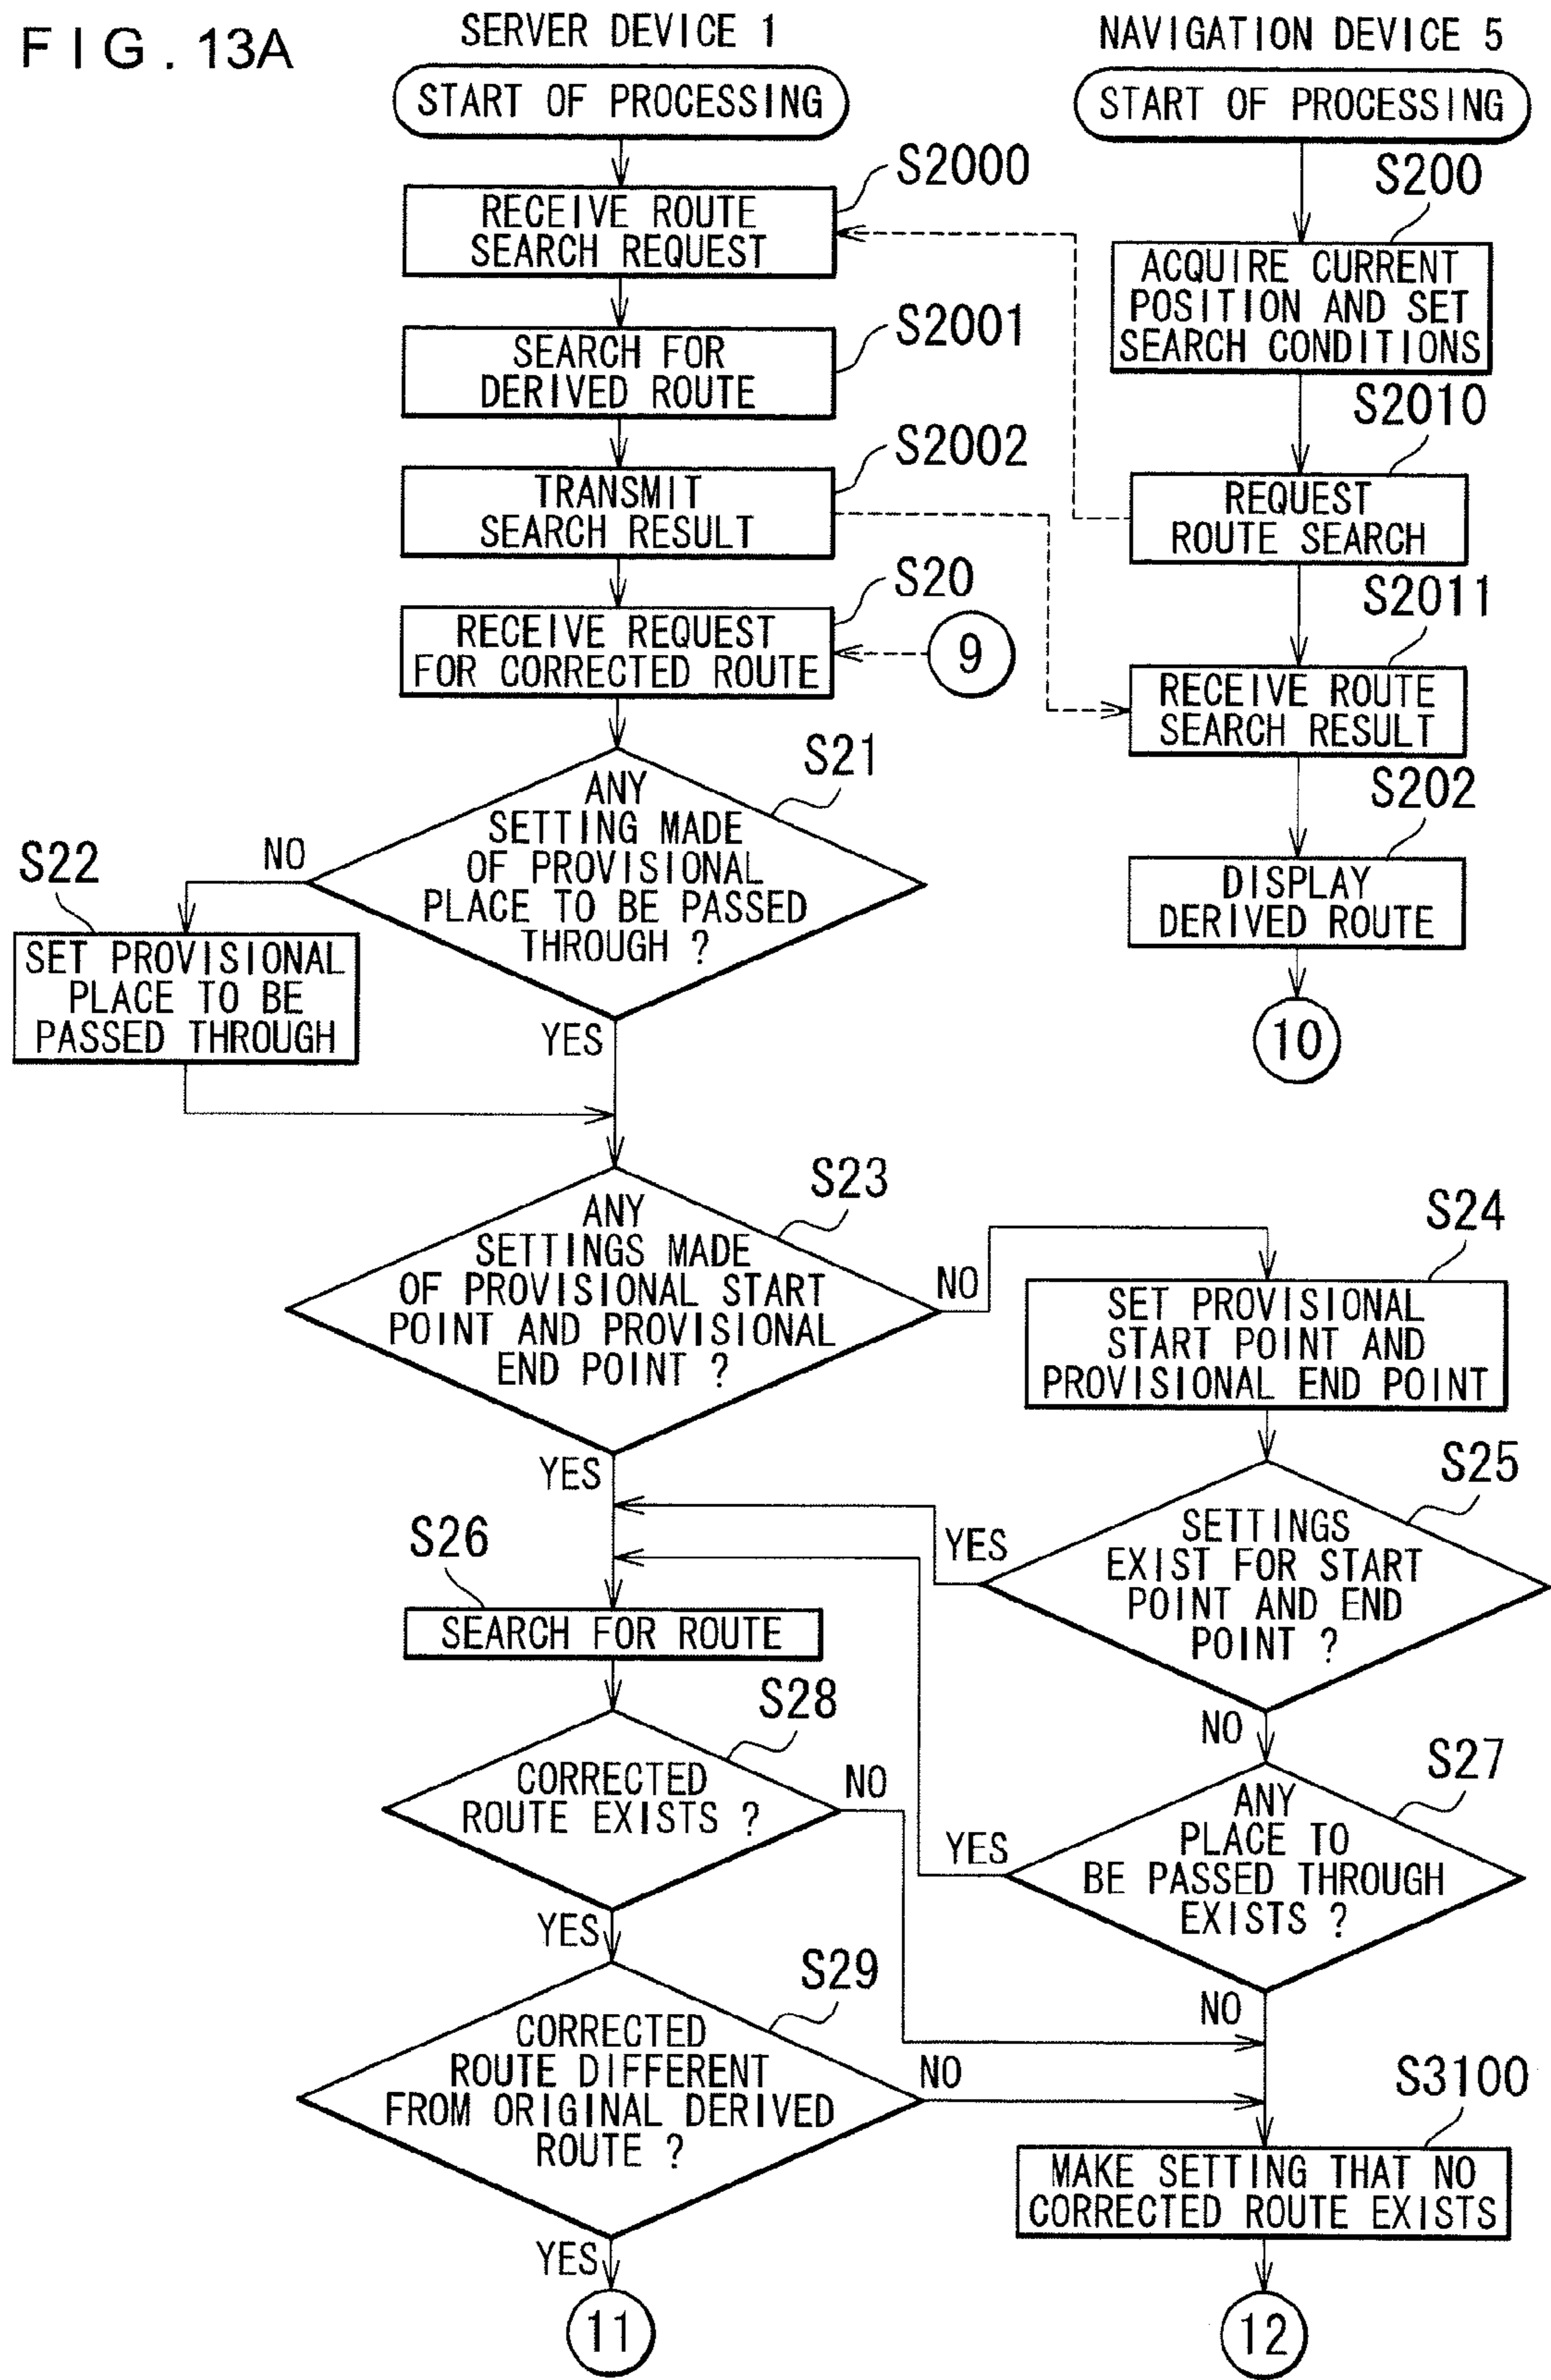 FIG. 13A
SERVER DEVICE 1
START OF PROCESSING
S2000
RECEIVE ROUTE
SEARCH REQUEST
S2001
SEARCH FOR
DERIVED ROUTE
S2002
TRANSMIT
SEARCH RESULT
S20
RECEIVE REQUEST
FOR CORRECTED ROUTE
9
S21
ANY
SETTING MADE
OF PROVISIONAL
PLACE TO BE PASSED
THROUGH ?
NO
S22
SET PROVISIONAL
PLACE TO BE
PASSED THROUGH
YES
NAVIGATION DEVICE 5
START OF PROCESSING
S200
ACQUIRE CURRENT
POSITION AND SET
SEARCH CONDITIONS
S2010
REQUEST
ROUTE SEARCH
S2011
RECEIVE ROUTE
SEARCH RESULT
S202
DISPLAY
DERIVED ROUTE
10
S23
ANY
SETTINGS MADE
OF PROVISIONAL START
POINT AND PROVISIONAL
END POINT ?
NO
YES
S24
SET PROVISIONAL
START POINT AND
PROVISIONAL END POINT
S25
SETTINGS
EXIST FOR START
POINT AND END
POINT ?
YES
NO
S26
SEARCH FOR ROUTE
S27
ANY
PLACE TO
BE PASSED THROUGH
EXISTS ?
YES
NO
S28
CORRECTED
ROUTE EXISTS ?
NO
YES
S29
CORRECTED
ROUTE DIFFERENT
FROM ORIGINAL DERIVED
ROUTE ?
NO
YES
11
S3100
MAKE SETTING THAT NO
CORRECTED ROUTE EXISTS
12